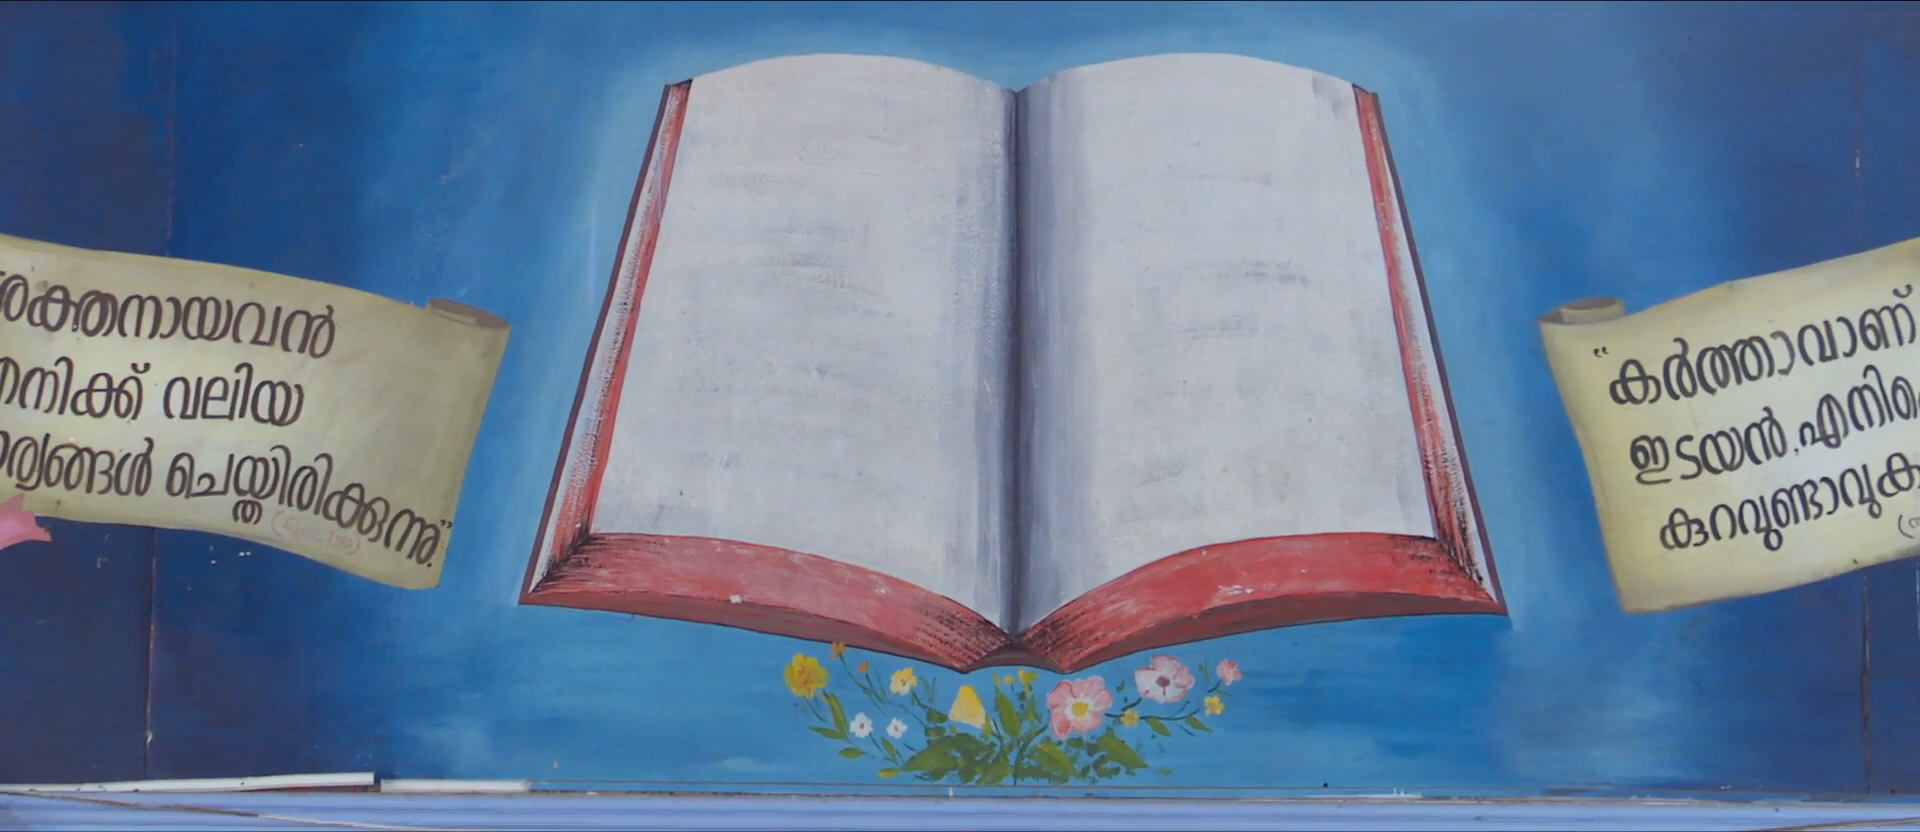 ശക്തനായവൻ
എനിക്ക് വലിയ
കാര്യങ്ങൾ ചെയ്തിരിക്കുന്നു"
"കർത്താവാണ്
ഇടയൻ, എനി
കുറവുണ്ടാവുക